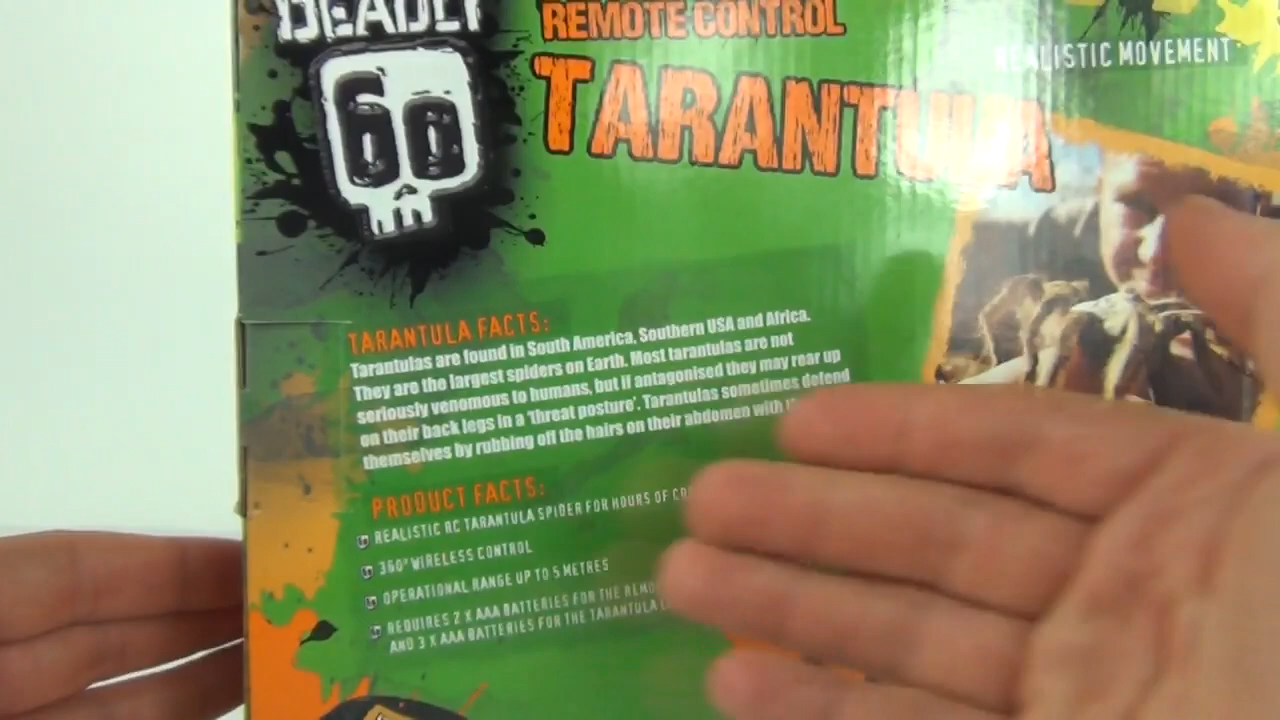 DEADLY
60
REMOTE CONTROL
TARANTULA
REALISTIC MOVEMENT
TARANTULA FACTS:
Tarantulas are found in South America, Southern USA and Africa.
They are the largest spiders on Earth. Most tarantulas are not
seriously venomous to humans, but if antagonised they may rear up
on their back legs in a 'threat posture'. Tarantulas sometimes defend
themselves by rubbing off the hairs on their abdomen with
PRODUCT FACTS:
REALISTIC RC TARANTULA SPIDER FOR HOURS OF
360° WIRELESS CONTROL
OPERATIONAL RANGE UP TO 5 METRES
REQUIRES 2 X AAA BATTERIES FOR THE
AND 3 X AAA BATTERIES FOR THE TARANTULA